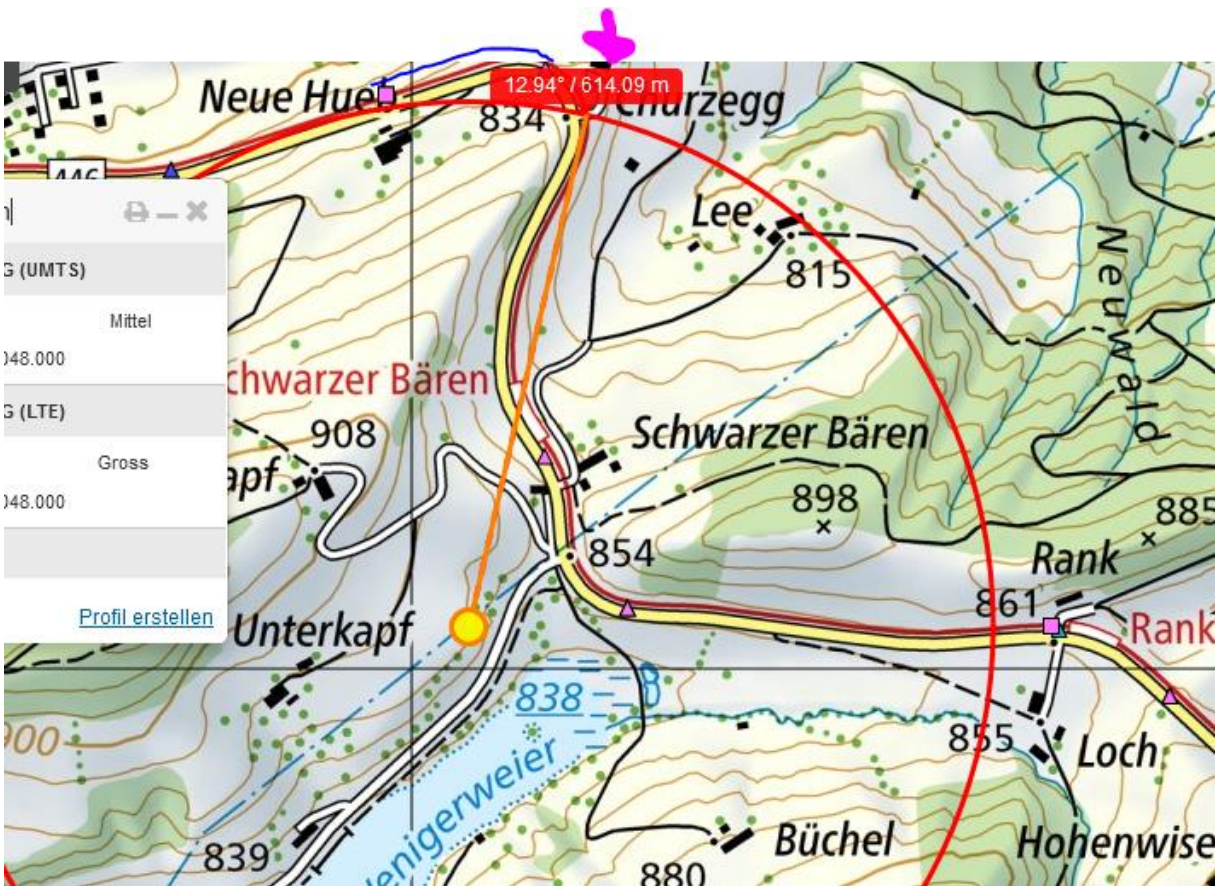 12.94° / 614.09 m
Neue Hueb
834
Churzegg
446
Lee
815
G (UMTS)
Mittel
048.000
G (LTE)
Gross
048.000
Profil erstellen
Neuwald
chwarzer Bären
908
apf
Schwarzer Bären
898
885
854
Rank
861
Rank
Unterkapf
838
900
855
Loch
Wenigerweier
839
Büchel
Hohenwise
880